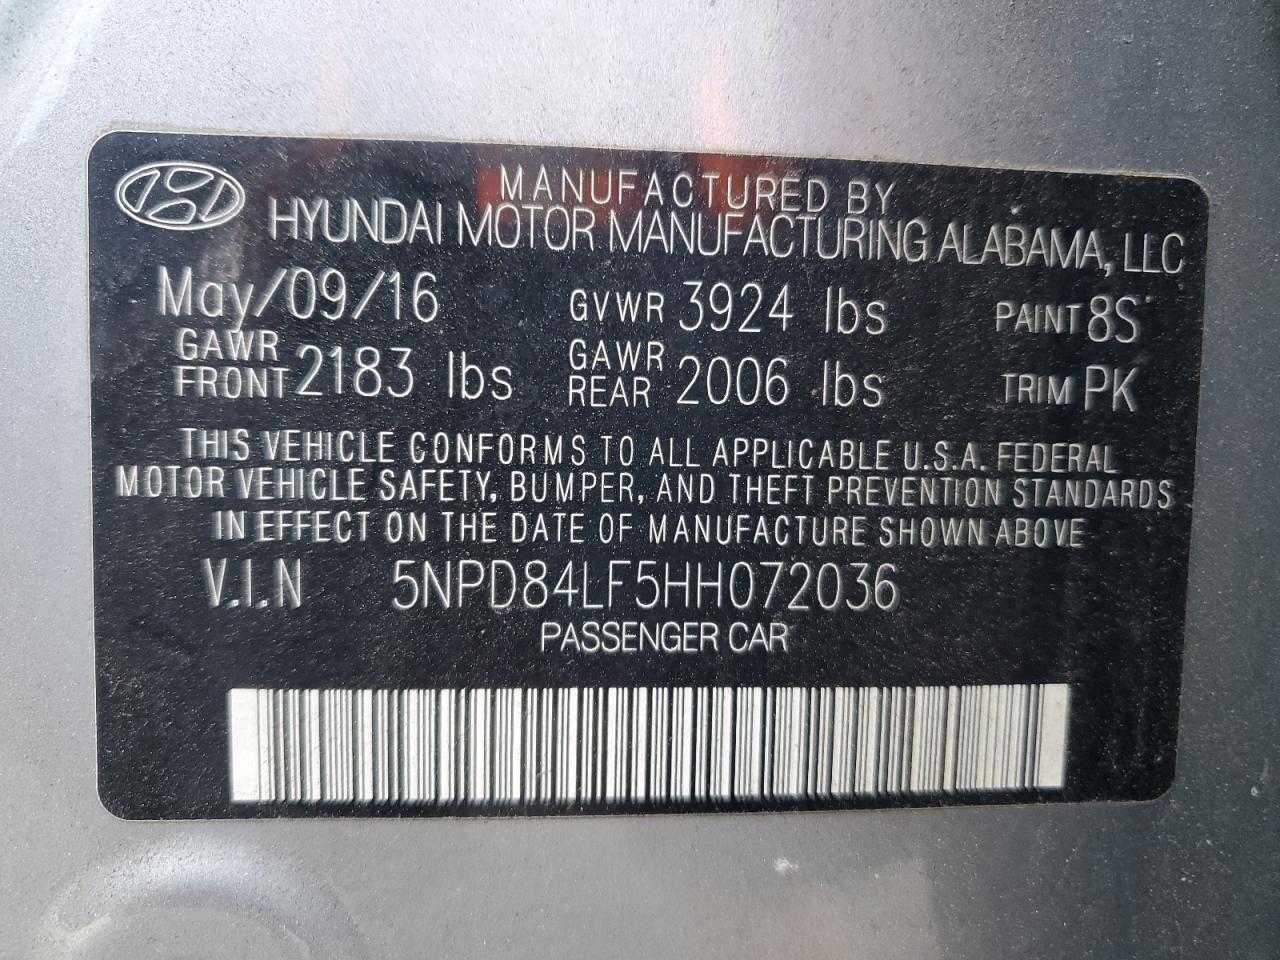 MANUFACTURED BY
HYUNDAI MOTOR MANUFACTURING ALABAMA, LLC
May/09/16 GVWR 3924 lbs PAINT 8S
GAWR FRONT 2183 lbs GAWR REAR 2006 lbs TRIM PK
THIS VEHICLE CONFORMS TO ALL APPLICABLE U.S.A. FEDERAL
MOTOR VEHICLE SAFETY, BUMPER, AND THEFT PREVENTION STANDARDS
IN EFFECT ON THE DATE OF MANUFACTURE SHOWN ABOVE
V.I.N 5NPD84LF5HH072036
PASSENGER CAR